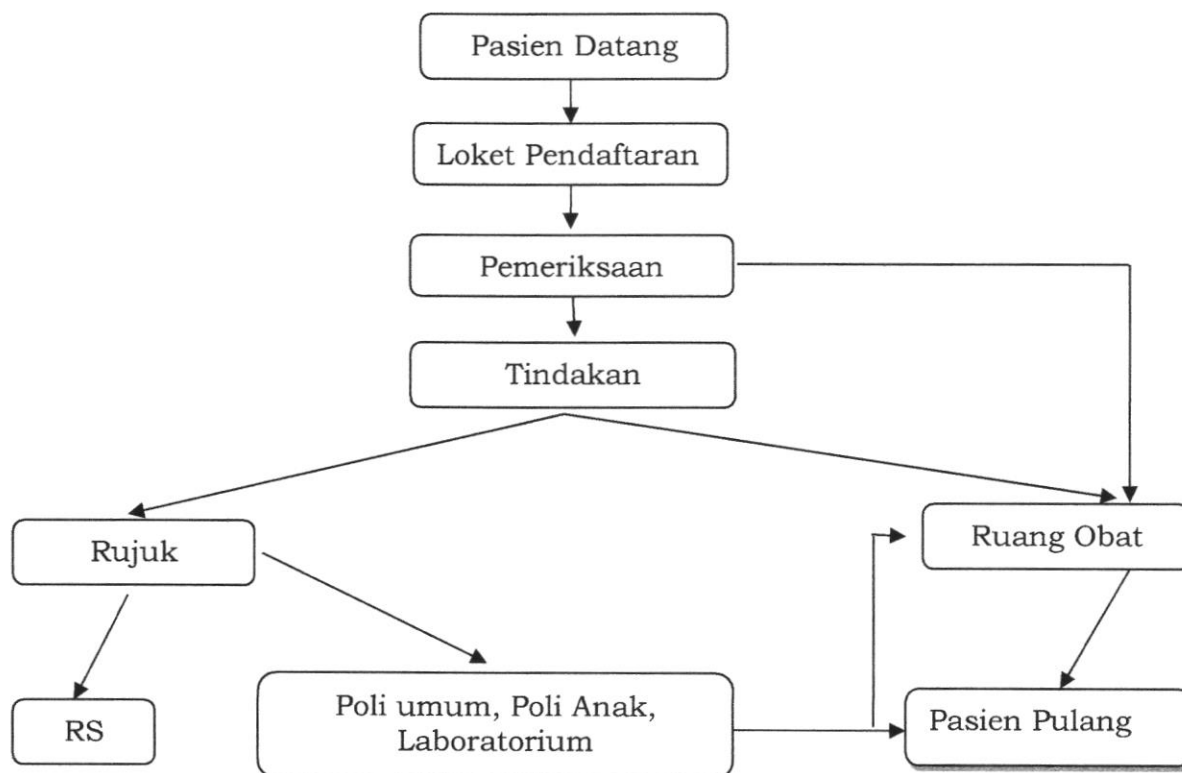 Pasien Datang
Loket Pendaftaran
Pemeriksaan
Tindakan
Rujuk
Ruang Obat
RS
Poli umum, Poli Anak,
Laboratorium
Pasien Pulang